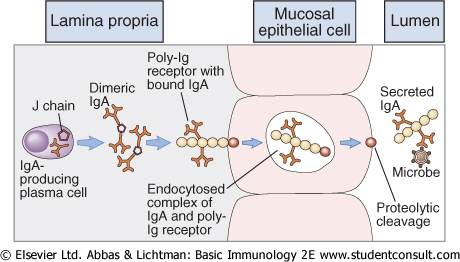 Lamina propria
Mucosal
epithelial cell
Lumen
Poly-Ig
receptor with
bound IgA
Dimeric
IgA
J chain
Secreted
IgA
IgA-
producing
plasma cell
Microbe
Endocytosed
complex of
IgA and poly-
Ig receptor
Proteolytic
cleavage
© Elsevier Ltd. Abbas & Lichtman: Basic Immunology 2E www.studentconsult.com